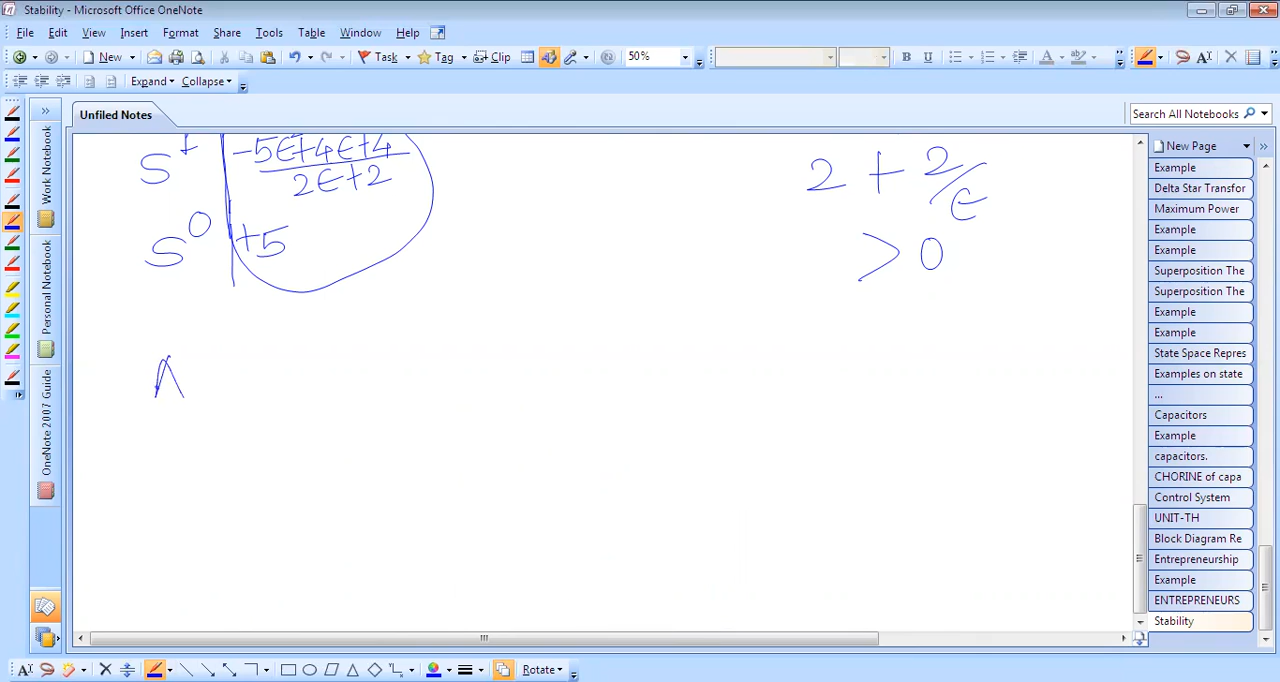 Stability - Microsoft Office OneNote
File Edit View Insert Format Share Tools Table Window Help
New Task Tag Clip 50% B U A ab A
Expand Collapse
Unfiled Notes
Search All Notebooks
Work Notebook
Personal Notebook
OneNote 2007 Guide
s¹ -5ϵ²+4ϵ+4
2ϵ+2
s⁰ +5
2 + 2/ϵ
> 0
A
New Page
Example
Delta Star Transfor
Maximum Power
Example
Example
Superposition The
Superposition The
Example
Example
State Space Repres
Examples on state
...
Capacitors
Example
capacitors.
CHORINE of capa
Control System
UNIT-TH
Block Diagram Re
Entrepreneurship
Example
ENTREPRENEURS
Stability
A Rotate